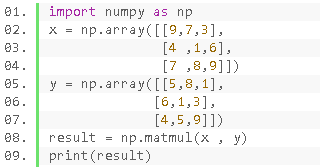 01. import numpy as np
02. x = np.array([[9,7,3],
03.               [4 ,1,6],
04.               [7 ,8,9]])
05. y = np.array([[5,8,1],
06.              [6,1,3],
07.              [4,5,9]])
08. result = np.matmul(x , y)
09. print(result)